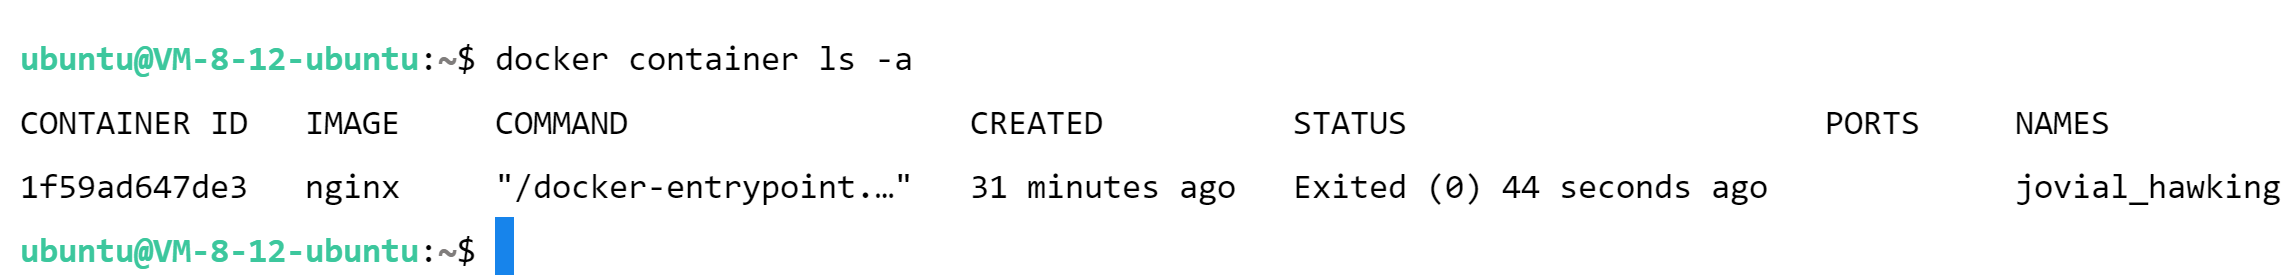 ubuntu@VM-8-12-ubuntu:~$ docker container ls -a
CONTAINER ID   IMAGE     COMMAND                  CREATED          STATUS                      PORTS     NAMES
1f59ad647de3   nginx     "/docker-entrypoint.…"   31 minutes ago   Exited (0) 44 seconds ago             jovial_hawking
ubuntu@VM-8-12-ubuntu:~$